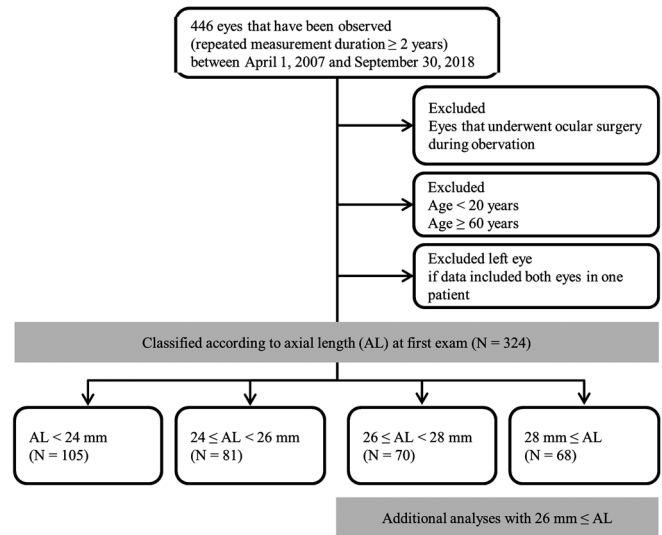 446 eyes that have been observed
(repeated measurement duration ≥ 2 years)
between April 1, 2007 and September 30, 2018
Excluded
Eyes that underwent ocular surgery
during obervation
Excluded
Age < 20 years
Age ≥ 60 years
Excluded left eye
if data included both eyes in one
patient
Classified according to axial length (AL) at first exam (N = 324)
AL < 24 mm
(N = 105)
24 ≤ AL < 26 mm
(N = 81)
26 ≤ AL < 28 mm
(N = 70)
28 mm ≤ AL
(N = 68)
Additional analyses with 26 mm ≤ AL